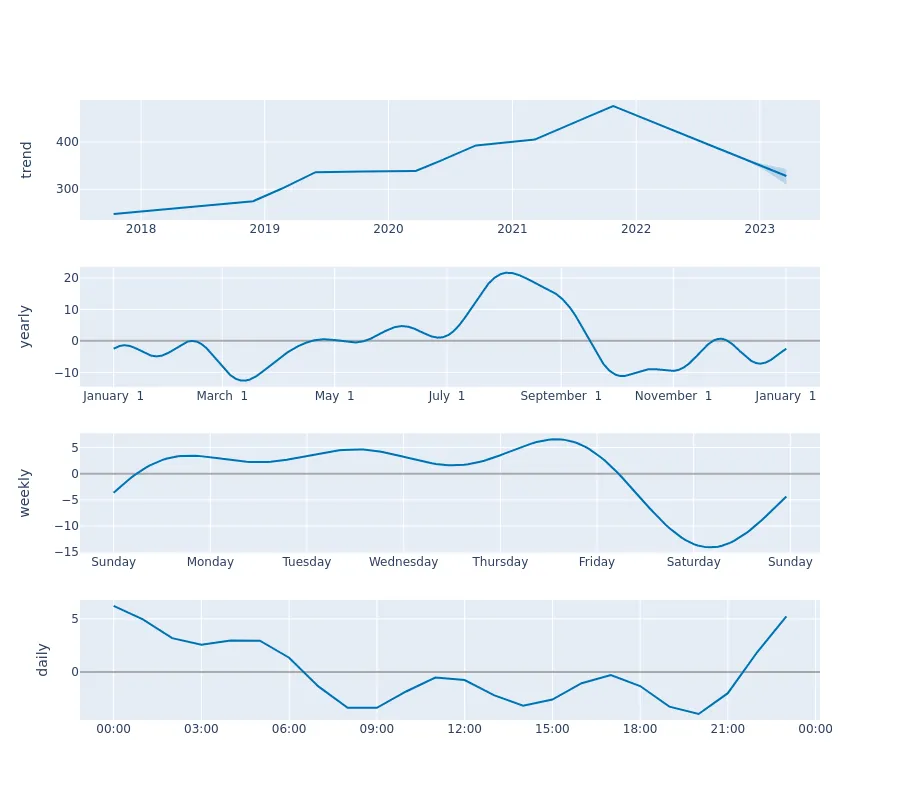 trend
400
300
2018 2019 2020 2021 2022 2023
yearly
20
10
0
−10
January 1 March 1 May 1 July 1 September 1 November 1 January 1
weekly
5
0
−5
−10
−15
Sunday Monday Tuesday Wednesday Thursday Friday Saturday Sunday
daily
5
0
00:00 03:00 06:00 09:00 12:00 15:00 18:00 21:00 00:00